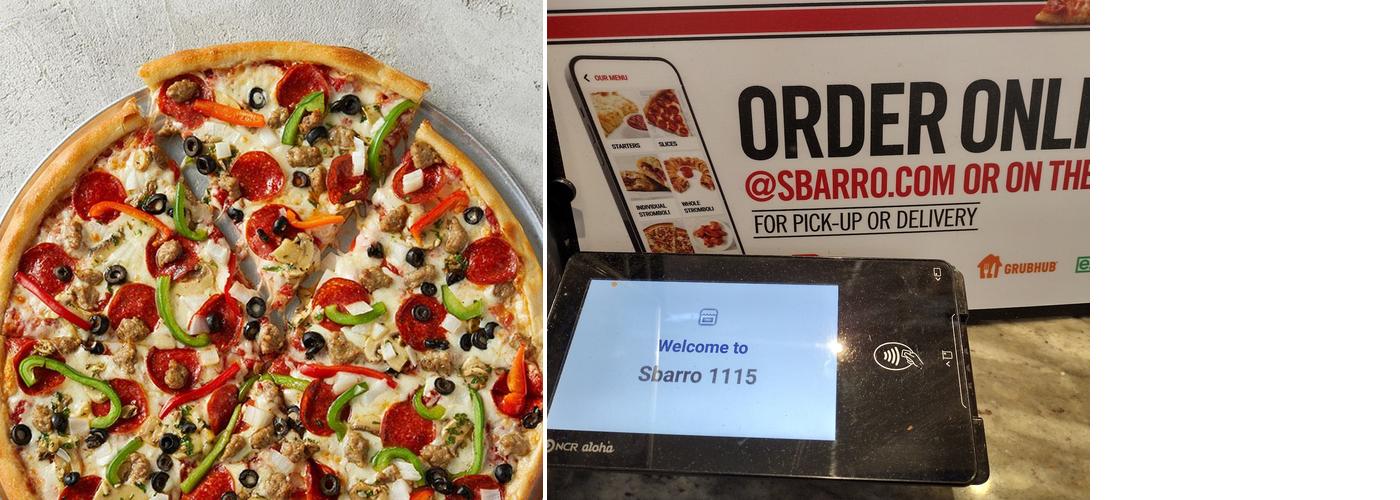 OUR MENU
STARTERS
SLICES
INDIVIDUAL
STROMBOLI
WHOLE
STROMBOLI
ORDER ONLI
@SBARRO.COM OR ON THE
FOR PICK-UP OR DELIVERY
GRUBHUB
Welcome to
Sbarro 1115
NCR aloha